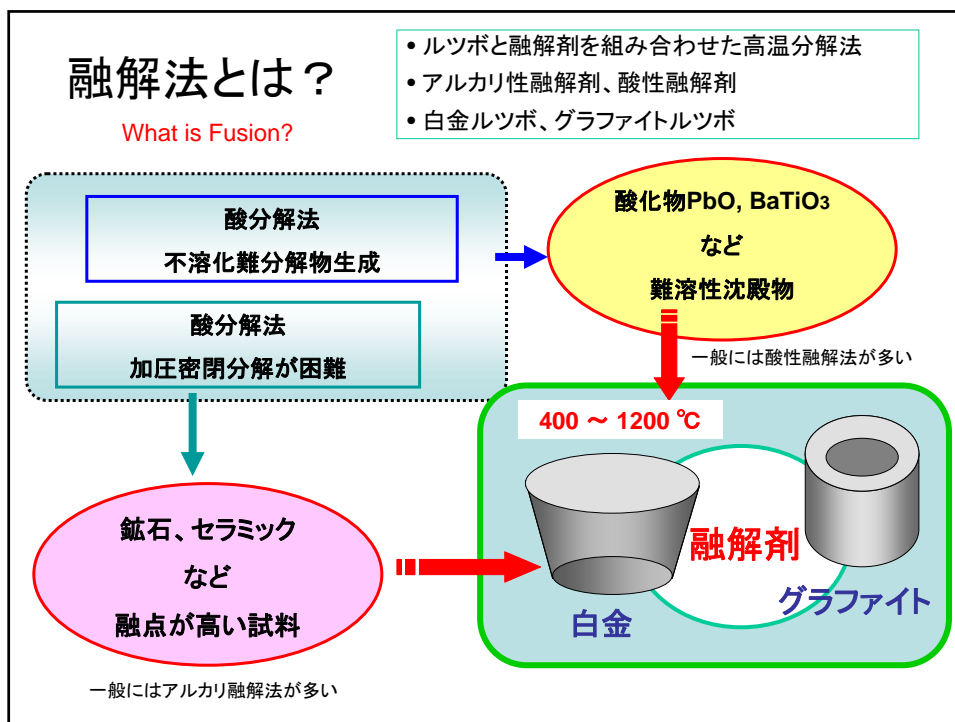 融解法とは?
What is Fusion?
• ルツボと融解剤を組み合わせた高温分解法
• アルカリ性融解剤、酸性融解剤
• 白金ルツボ、グラファイトルツボ
酸分解法
不溶化難分解物生成
酸分解法
加圧密閉分解が困難
酸化物PbO, BaTiO3
など
難溶性沈殿物
一般には酸性融解法が多い
400 ～ 1200 ℃
融解剤
白金
グラファイト
鉱石、セラミック
など
融点が高い試料
一般にはアルカリ融解法が多い